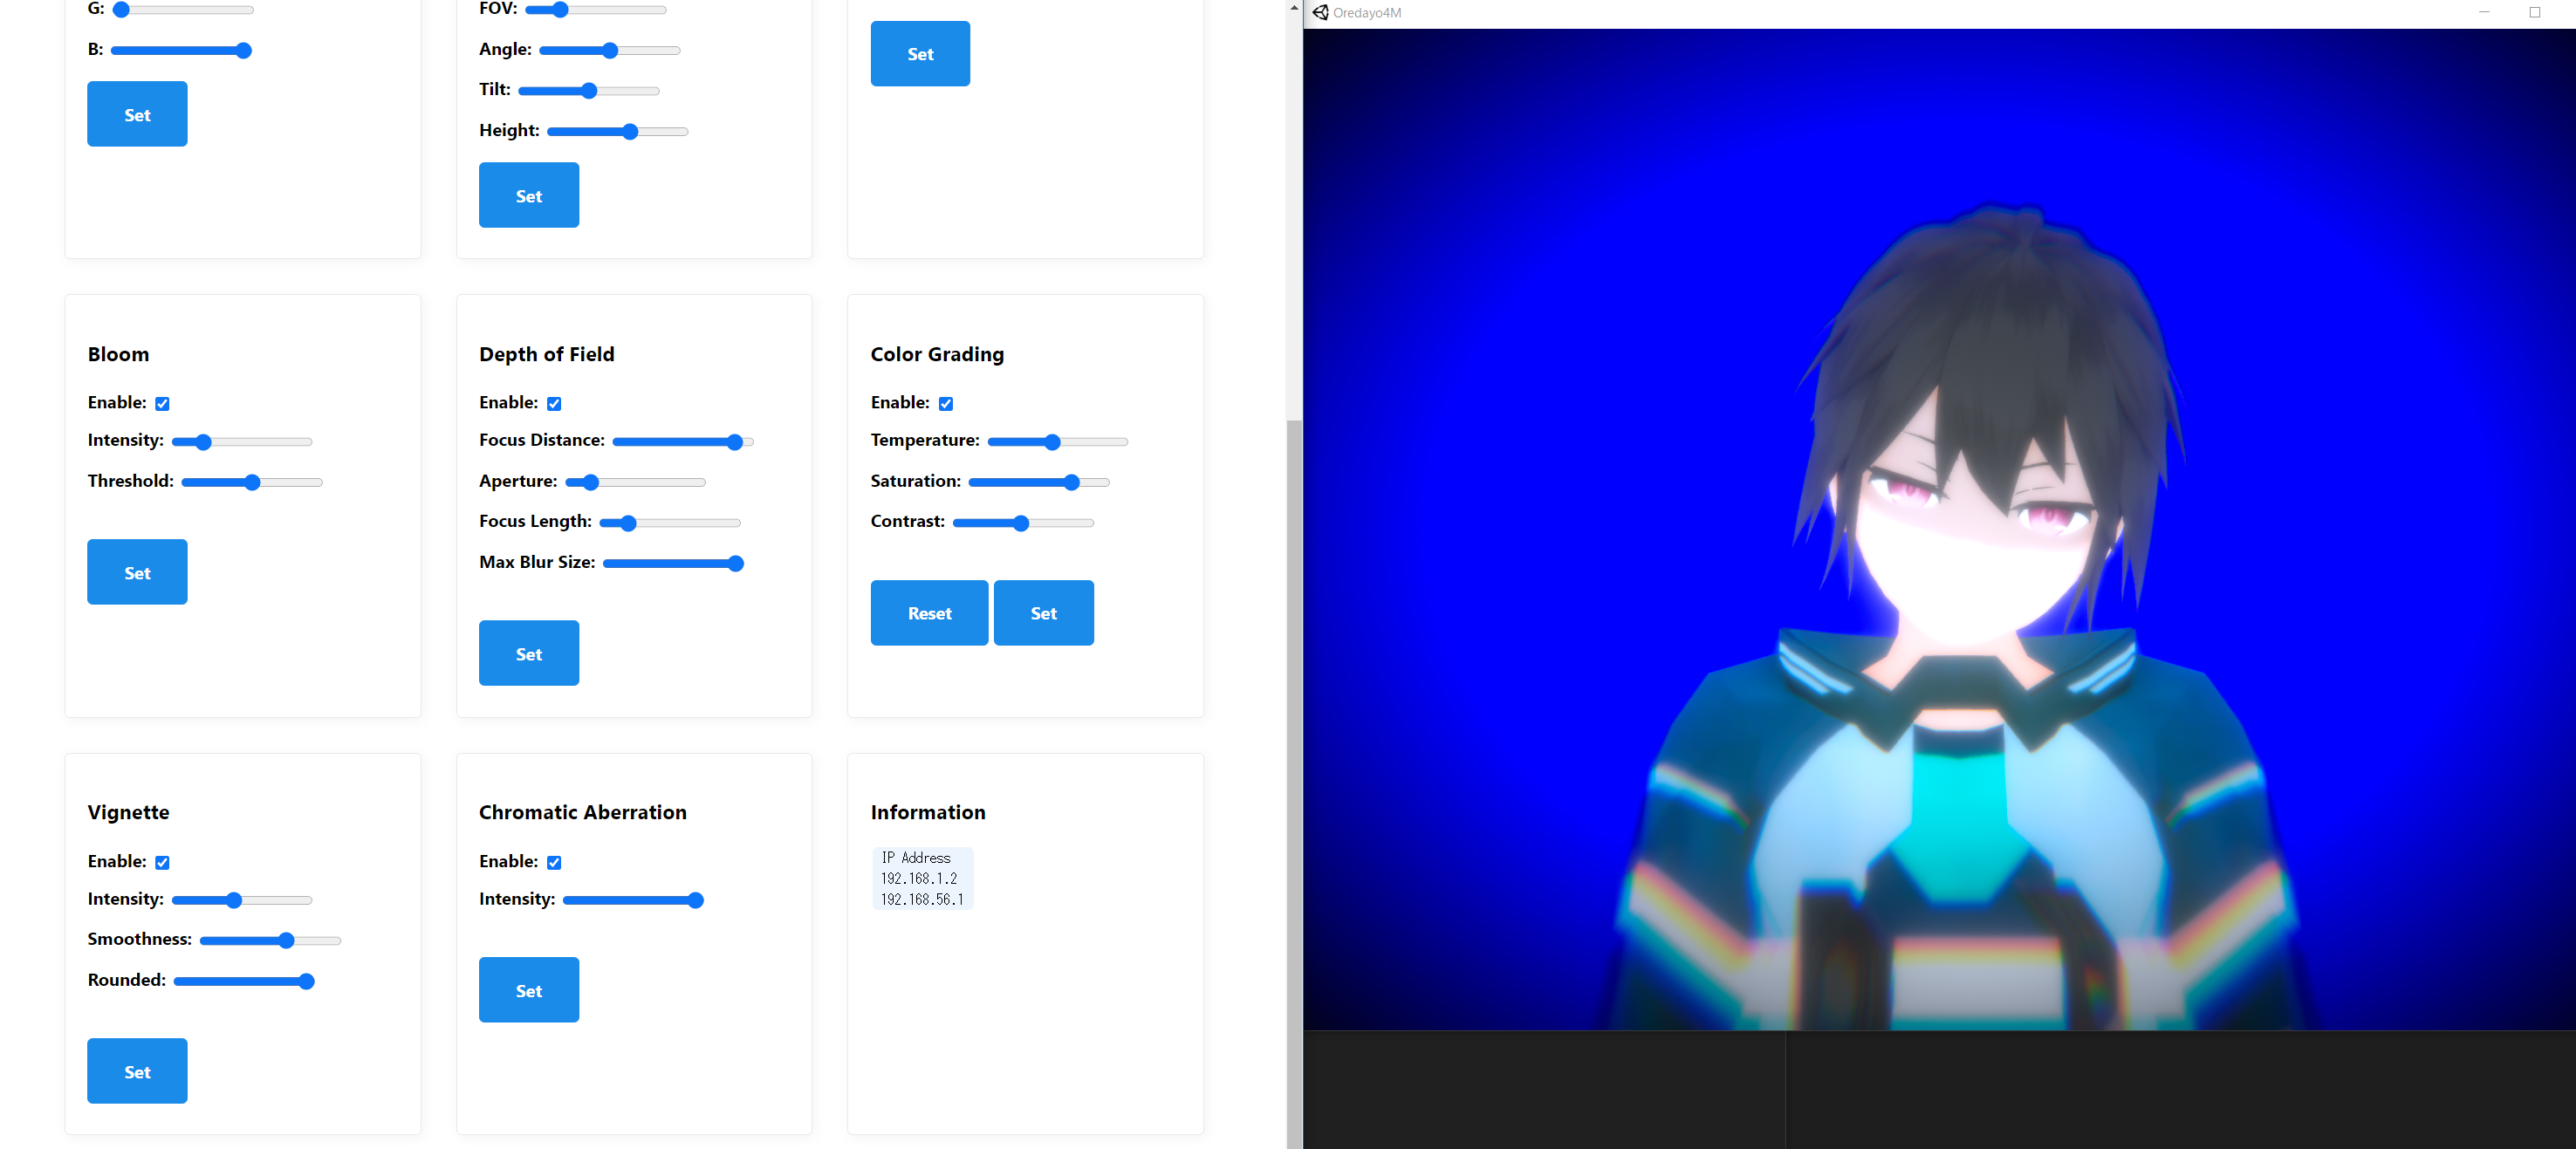 G:
B:
Set
FOV:
Angle:
Tilt:
Height:
Set
Set
Bloom
Enable:
Intensity:
Threshold:
Set
Depth of Field
Enable:
Focus Distance:
Aperture:
Focus Length:
Max Blur Size:
Set
Color Grading
Enable:
Temperature:
Saturation:
Contrast:
Reset Set
Vignette
Enable:
Intensity:
Smoothness:
Rounded:
Set
Chromatic Aberration
Enable:
Intensity:
Set
Information
IP Address
192.168.1.2
192.168.56.1
Oredayo4M